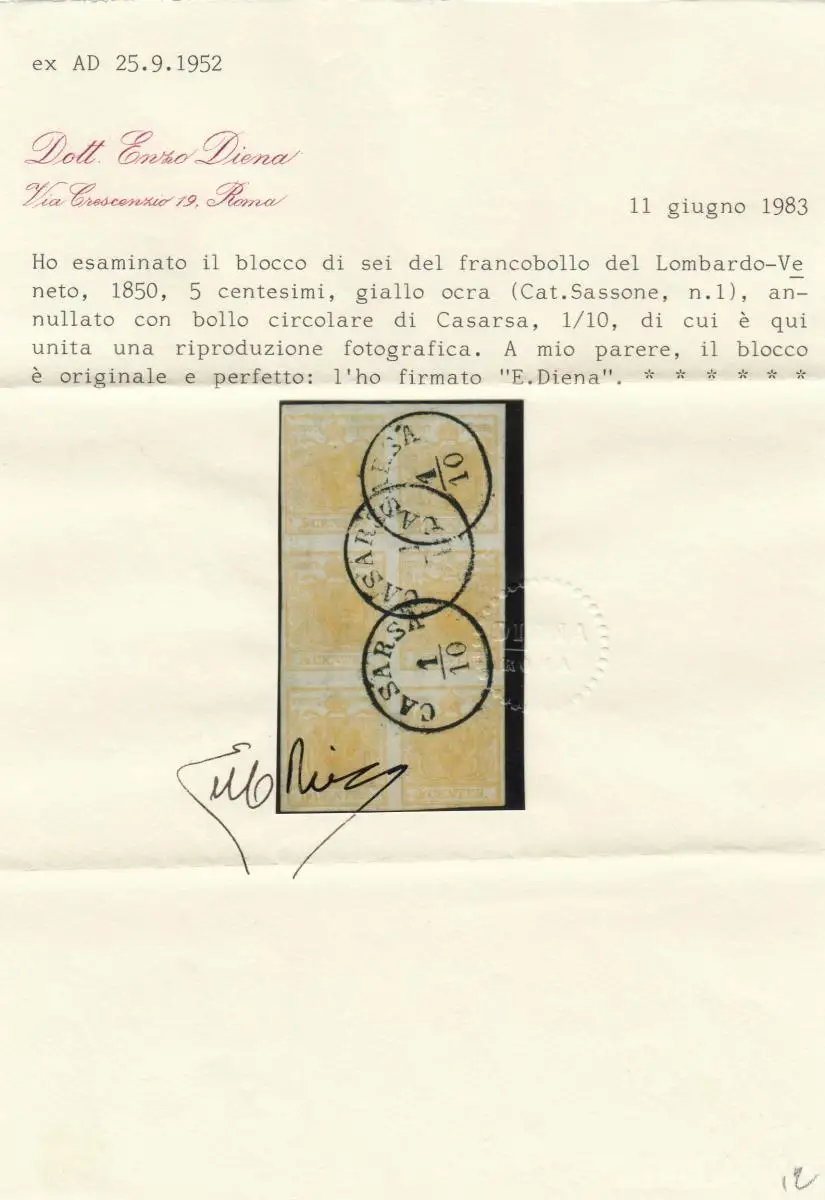 ex AD 25.9.1952
Dott. Enzo Diena
Via Crescenzio 19, Roma
11 giugno 1983
Ho esaminato il blocco di sei del francobollo del Lombardo-Ve
neto, 1850, 5 centesimi, giallo ocra (Cat.Sassone, n.1), an-
nullato con bollo circolare di Casarsa, 1/10, di cui è qui
unita una riproduzione fotografica. A mio parere, il blocco
è originale e perfetto: l'ho firmato "E.Diena". * * * * * *
CASARSA
1/10
CASARSA
CASARSA
1/10
12